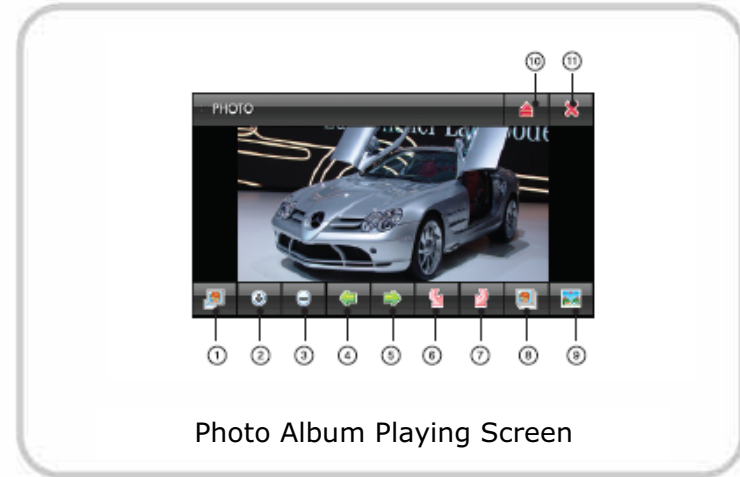 ⑩ ⑪
PHOTO
① ② ③ ④ ⑤ ⑥ ⑦ ⑧ ⑨
Photo Album Playing Screen